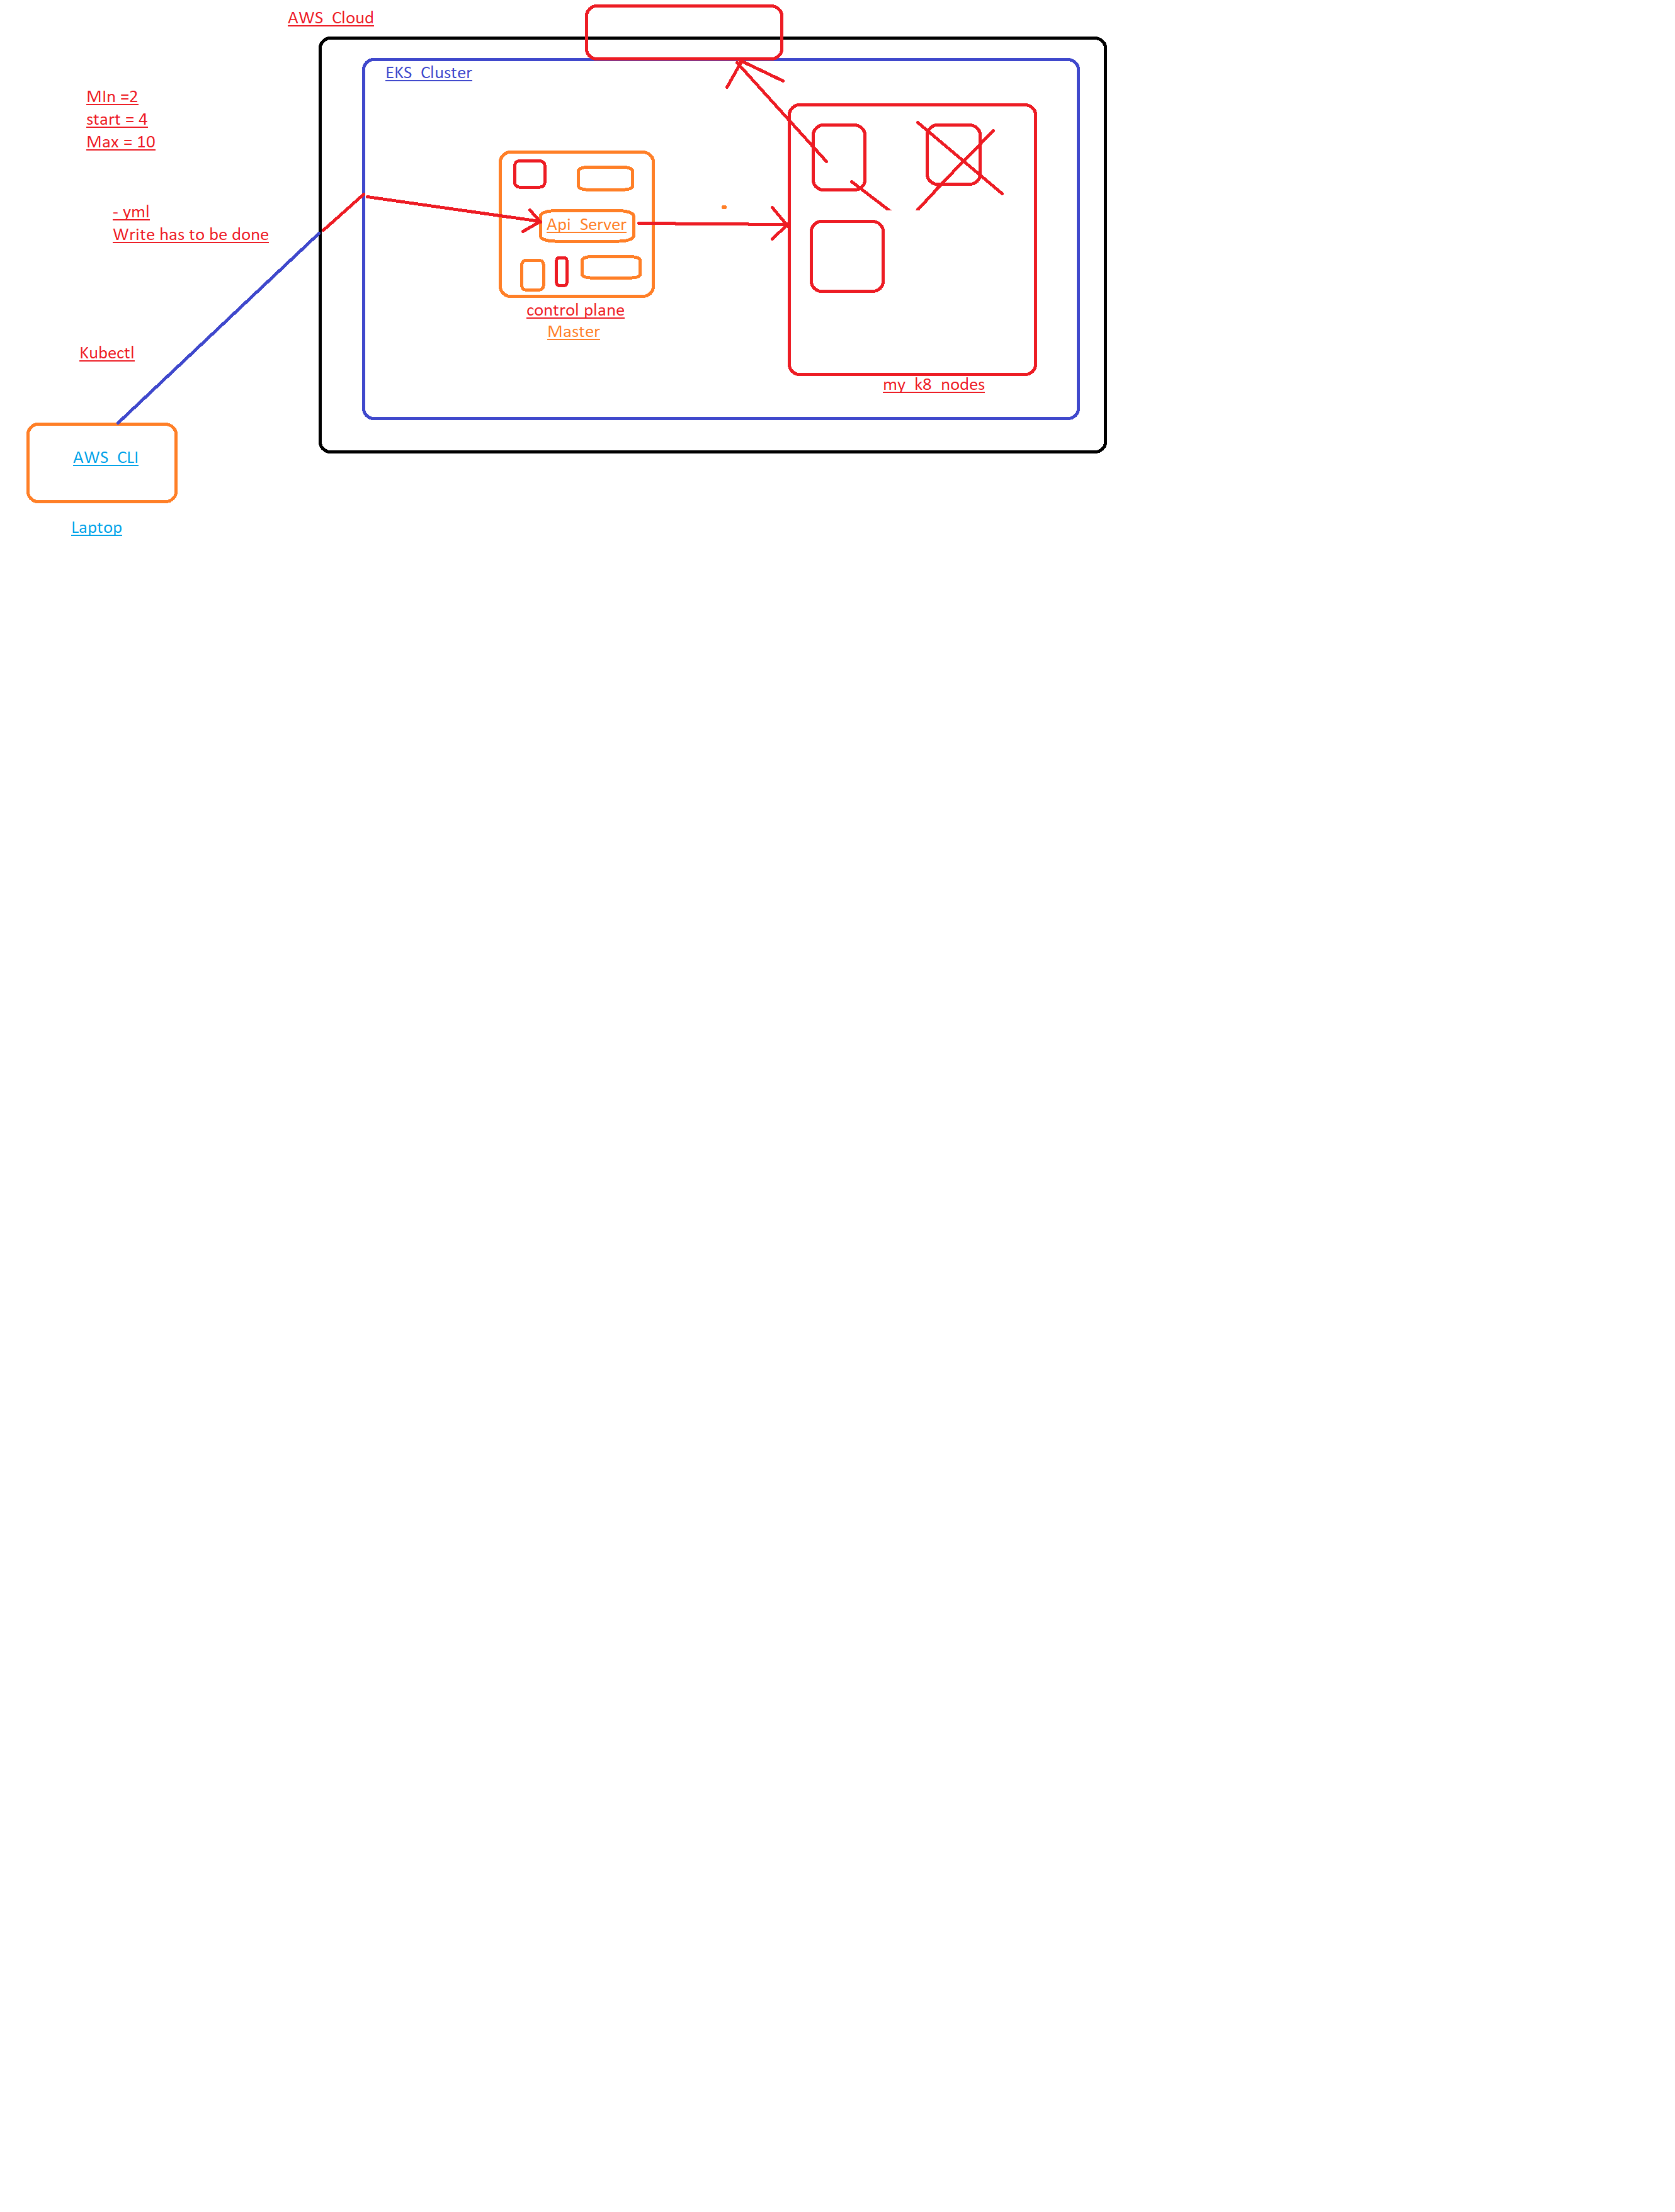 AWS Cloud
EKS Cluster
MIn =2
start = 4
Max = 10
- yml
Write has to be done
Api Server
control plane
Master
Kubectl
my k8 nodes
AWS CLI
Laptop